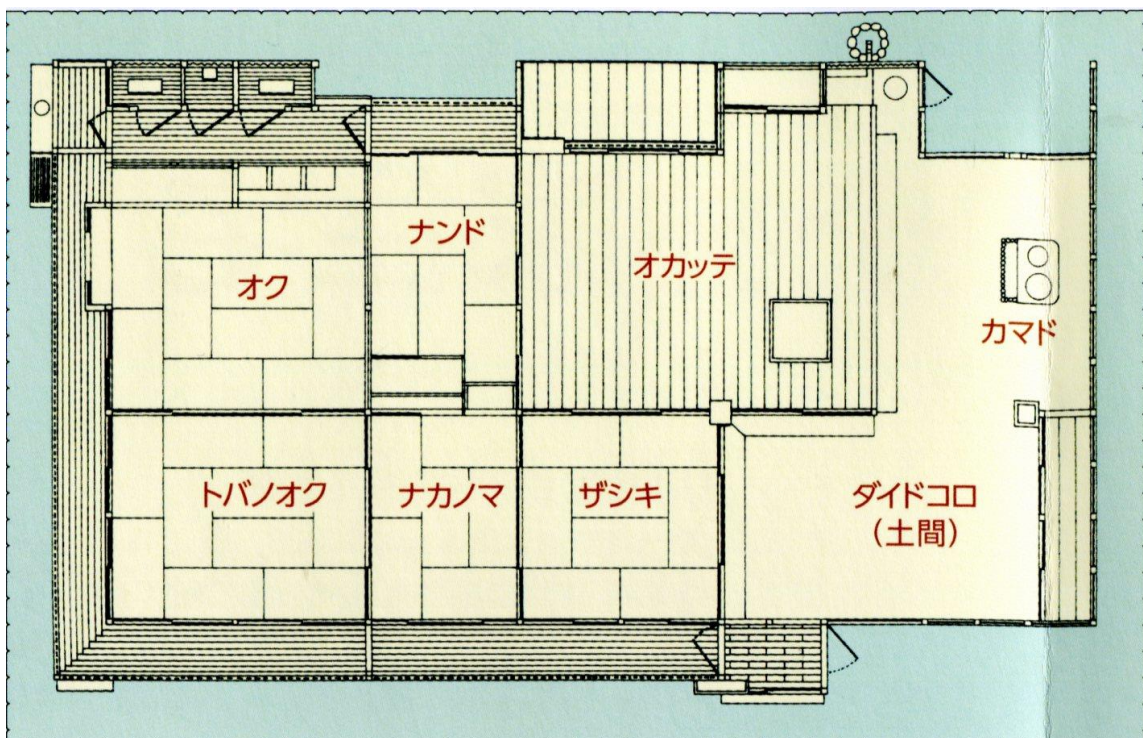 ナンド
オク
オカッテ
カマド
トバノオク
ナカノマ
ザシキ
ダイドコロ
(土間)